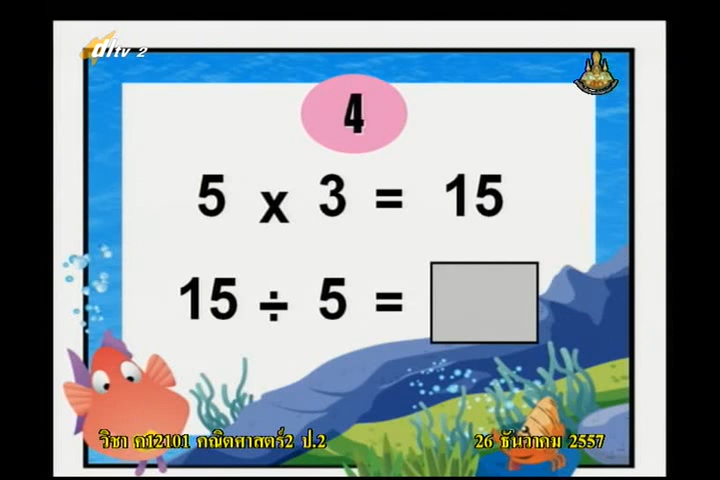 dltv 2
4
5 x 3 = 15
15 ÷ 5 =
วิชา ค12101 คณิตศาสตร์2 ป.2
26 ธันวาคม 2557